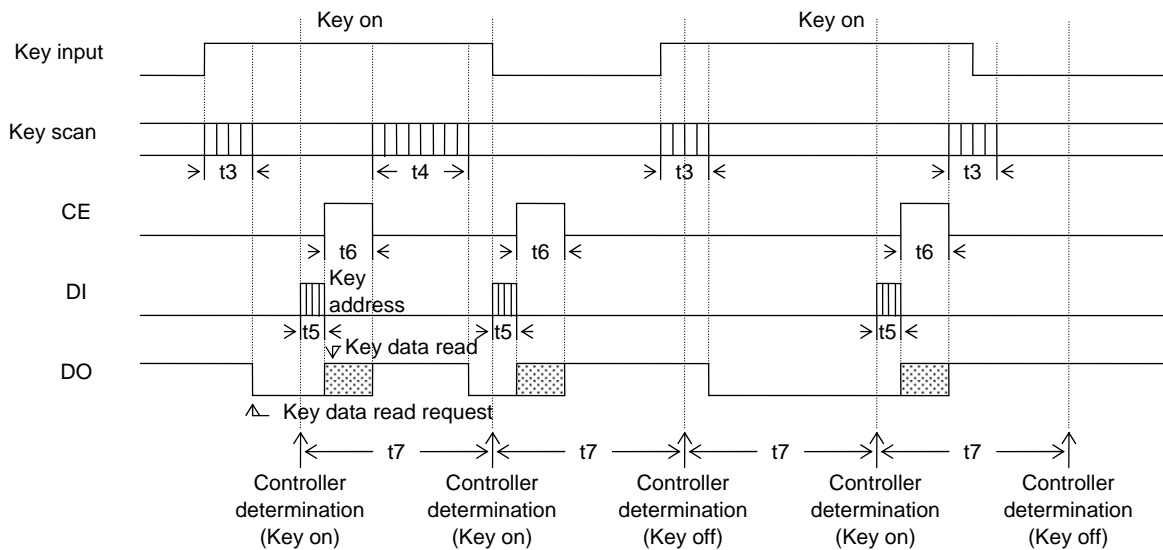 Key on
Key on
Key input
Key scan
t3
t4
t3
t3
CE
t6
t6
t6
DI
Key
address
t5
t5
t5
Key data read
DO
Key data read request
t7
t7
t7
t7
Controller
determination
(Key on)
Controller
determination
(Key on)
Controller
determination
(Key off)
Controller
determination
(Key on)
Controller
determination
(Key off)